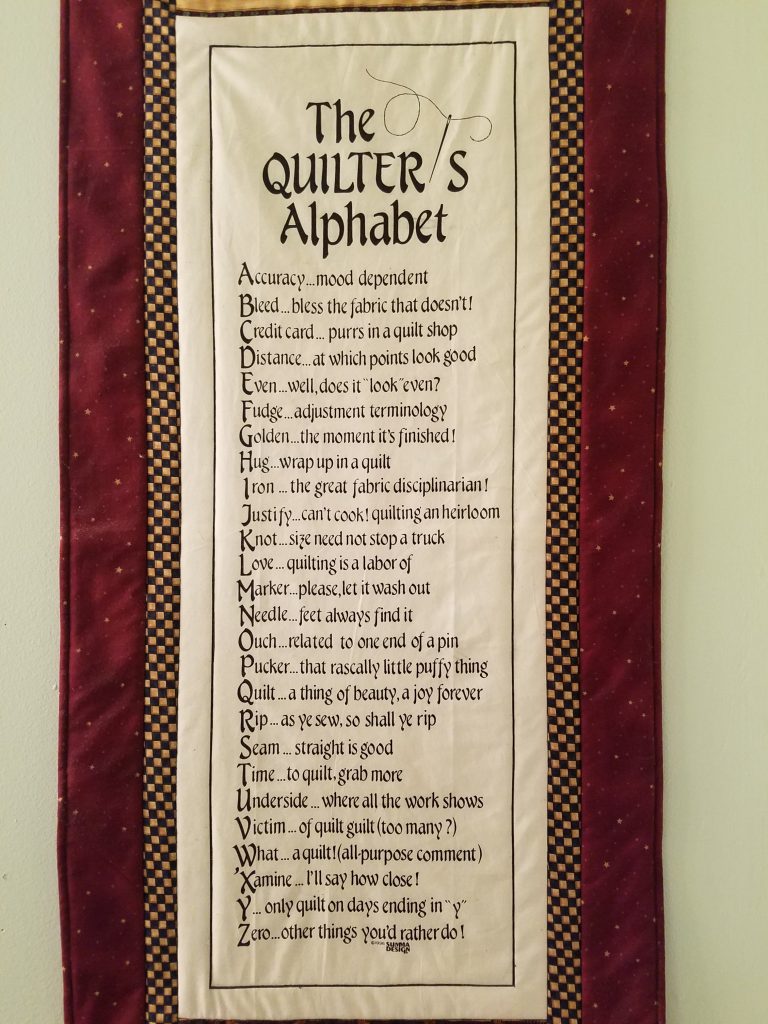 The
QUILTER'S
Alphabet
Accuracy...mood dependent
Bleed...bless the fabric that doesn't!
Credit card... purrs in a quilt shop
Distance...at which points look good
Even...well, does it "look" even?
Fudge...adjustment terminology
Golden...the moment it's finished!
Hug...wrap up in a quilt
Iron ... the great fabric disciplinarian!
Justify...can't cook! quilting an heirloom
Knot...size need not stop a truck
Love...quilting is a labor of
Marker...please, let it wash out
Needle...feet always find it
Ouch...related to one end of a pin
Pucker...that rascally little puffy thing
Quilt...a thing of beauty, a joy forever
Rip...as ye sew, so shall ye rip
Seam... straight is good
Time...to quilt, grab more
Underside...where all the work shows
Victim...of quilt guilt (too many?)
What...a quilt! (all-purpose comment)
'Xamine... I'll say how close!
Y... only quilt on days ending in "y"
Zero...other things you'd rather do!
SUNMA
DESIGN